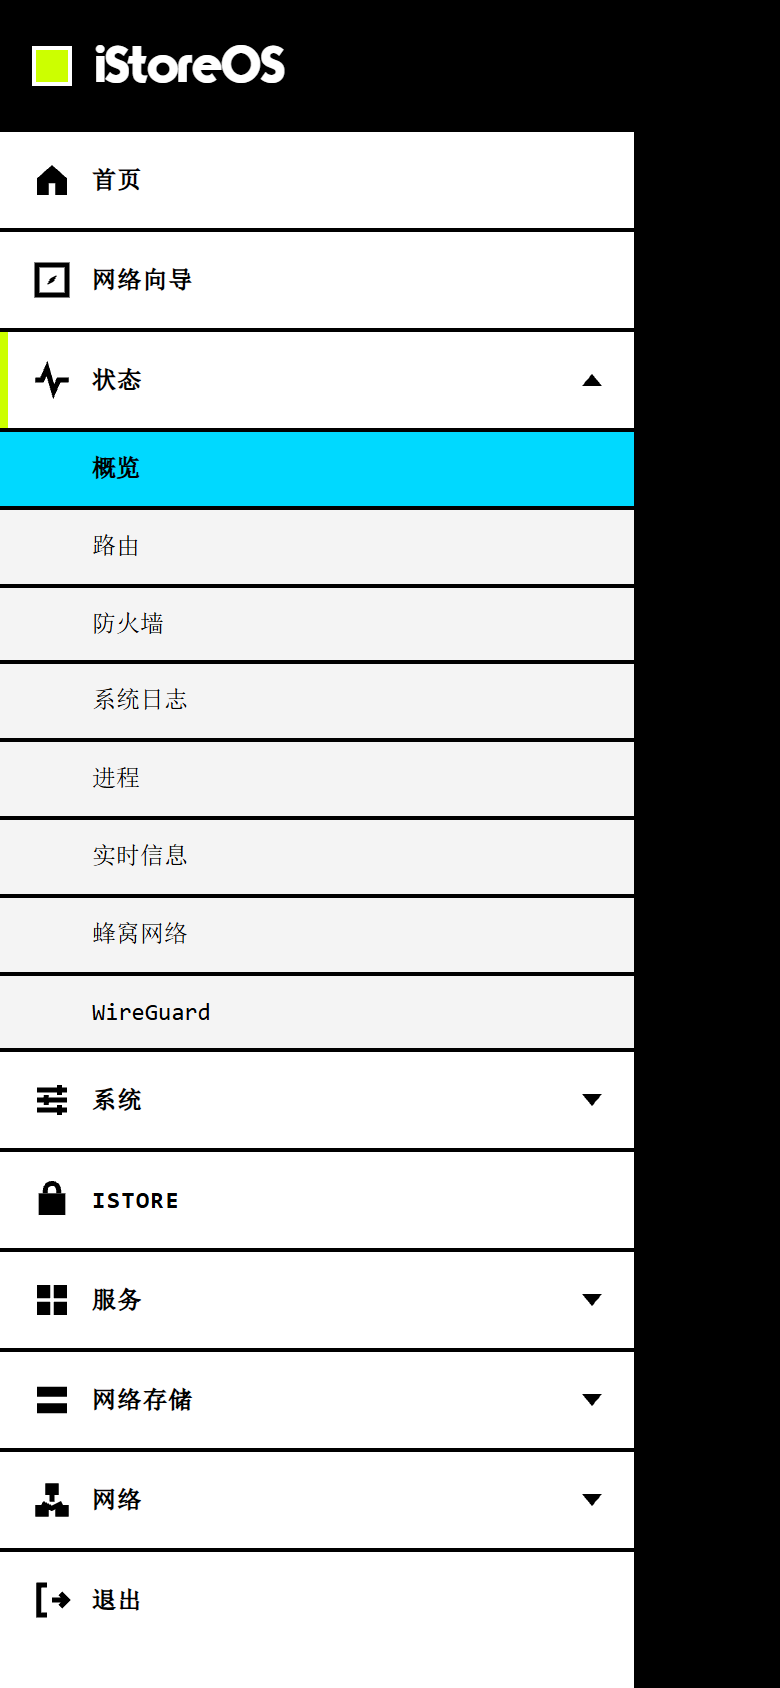 iStoreOS
首页
网络向导
状态
概览
路由
防火墙
系统日志
进程
实时信息
蜂窝网络
WireGuard
系统
ISTORE
服务
网络存储
网络
退出